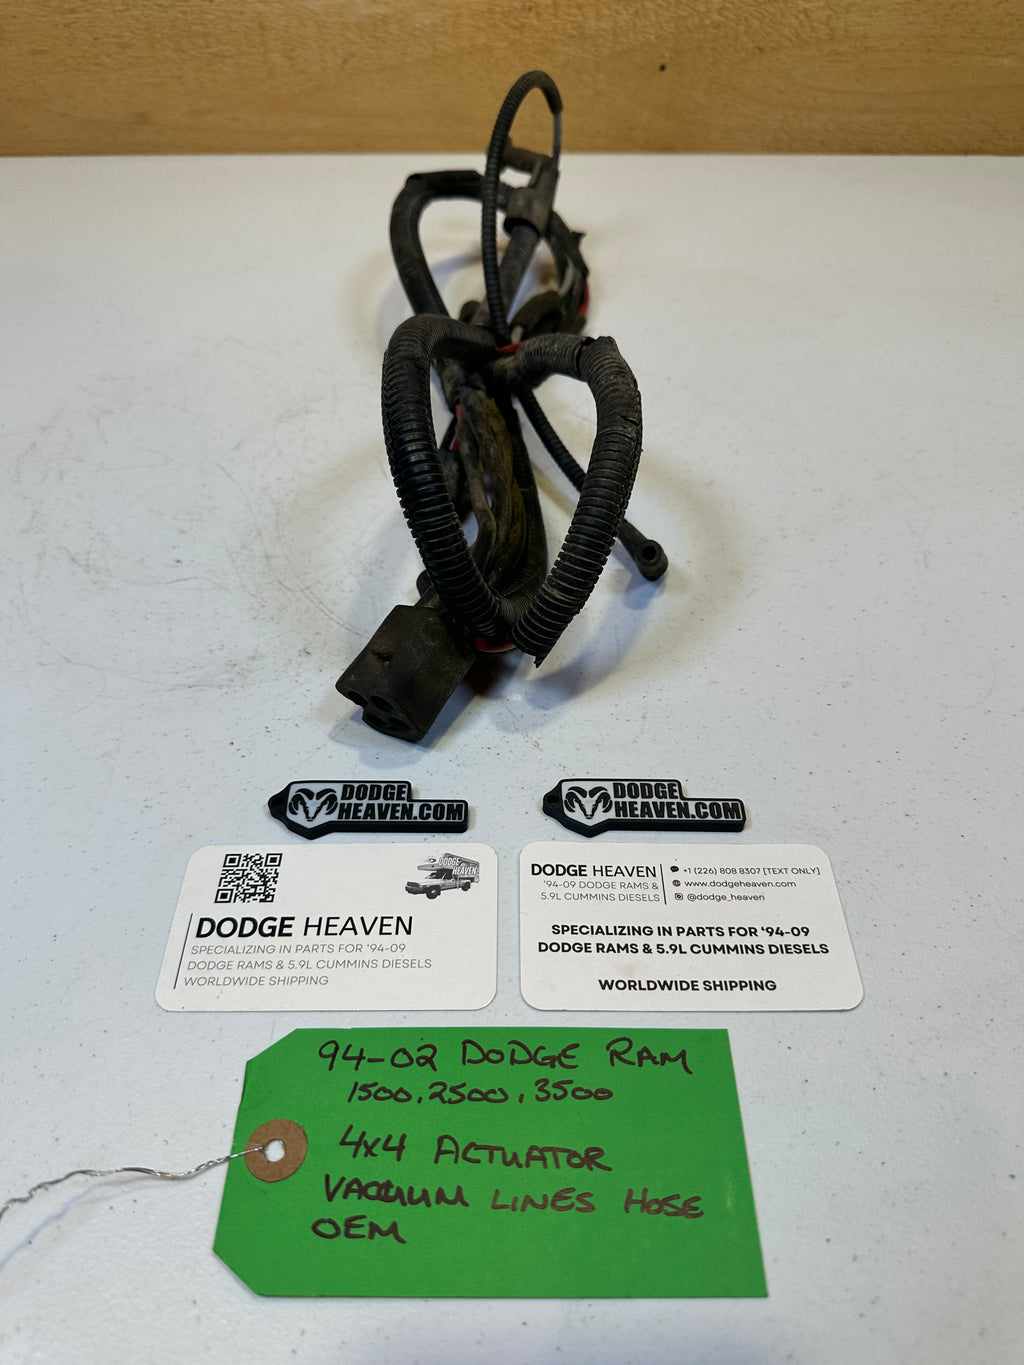 DODGE
HEAVEN.COM
DODGE
HEAVEN.COM
DODGE
HEAVEN
DODGE HEAVEN
SPECIALIZING IN PARTS FOR '94-09
DODGE RAMS & 5.9L CUMMINS DIESELS
WORLDWIDE SHIPPING
DODGE HEAVEN
'94-09 DODGE RAMS &
5.9L CUMMINS DIESELS
+1 (226) 808 8307 [TEXT ONLY]
www.dodgeheaven.com
@dodge_heaven
SPECIALIZING IN PARTS FOR '94-09
DODGE RAMS & 5.9L CUMMINS DIESELS
WORLDWIDE SHIPPING
94-02 DODGE RAM
1500, 2500, 3500
4x4 ACTUATOR
VACUUM LINES HOSE
OEM